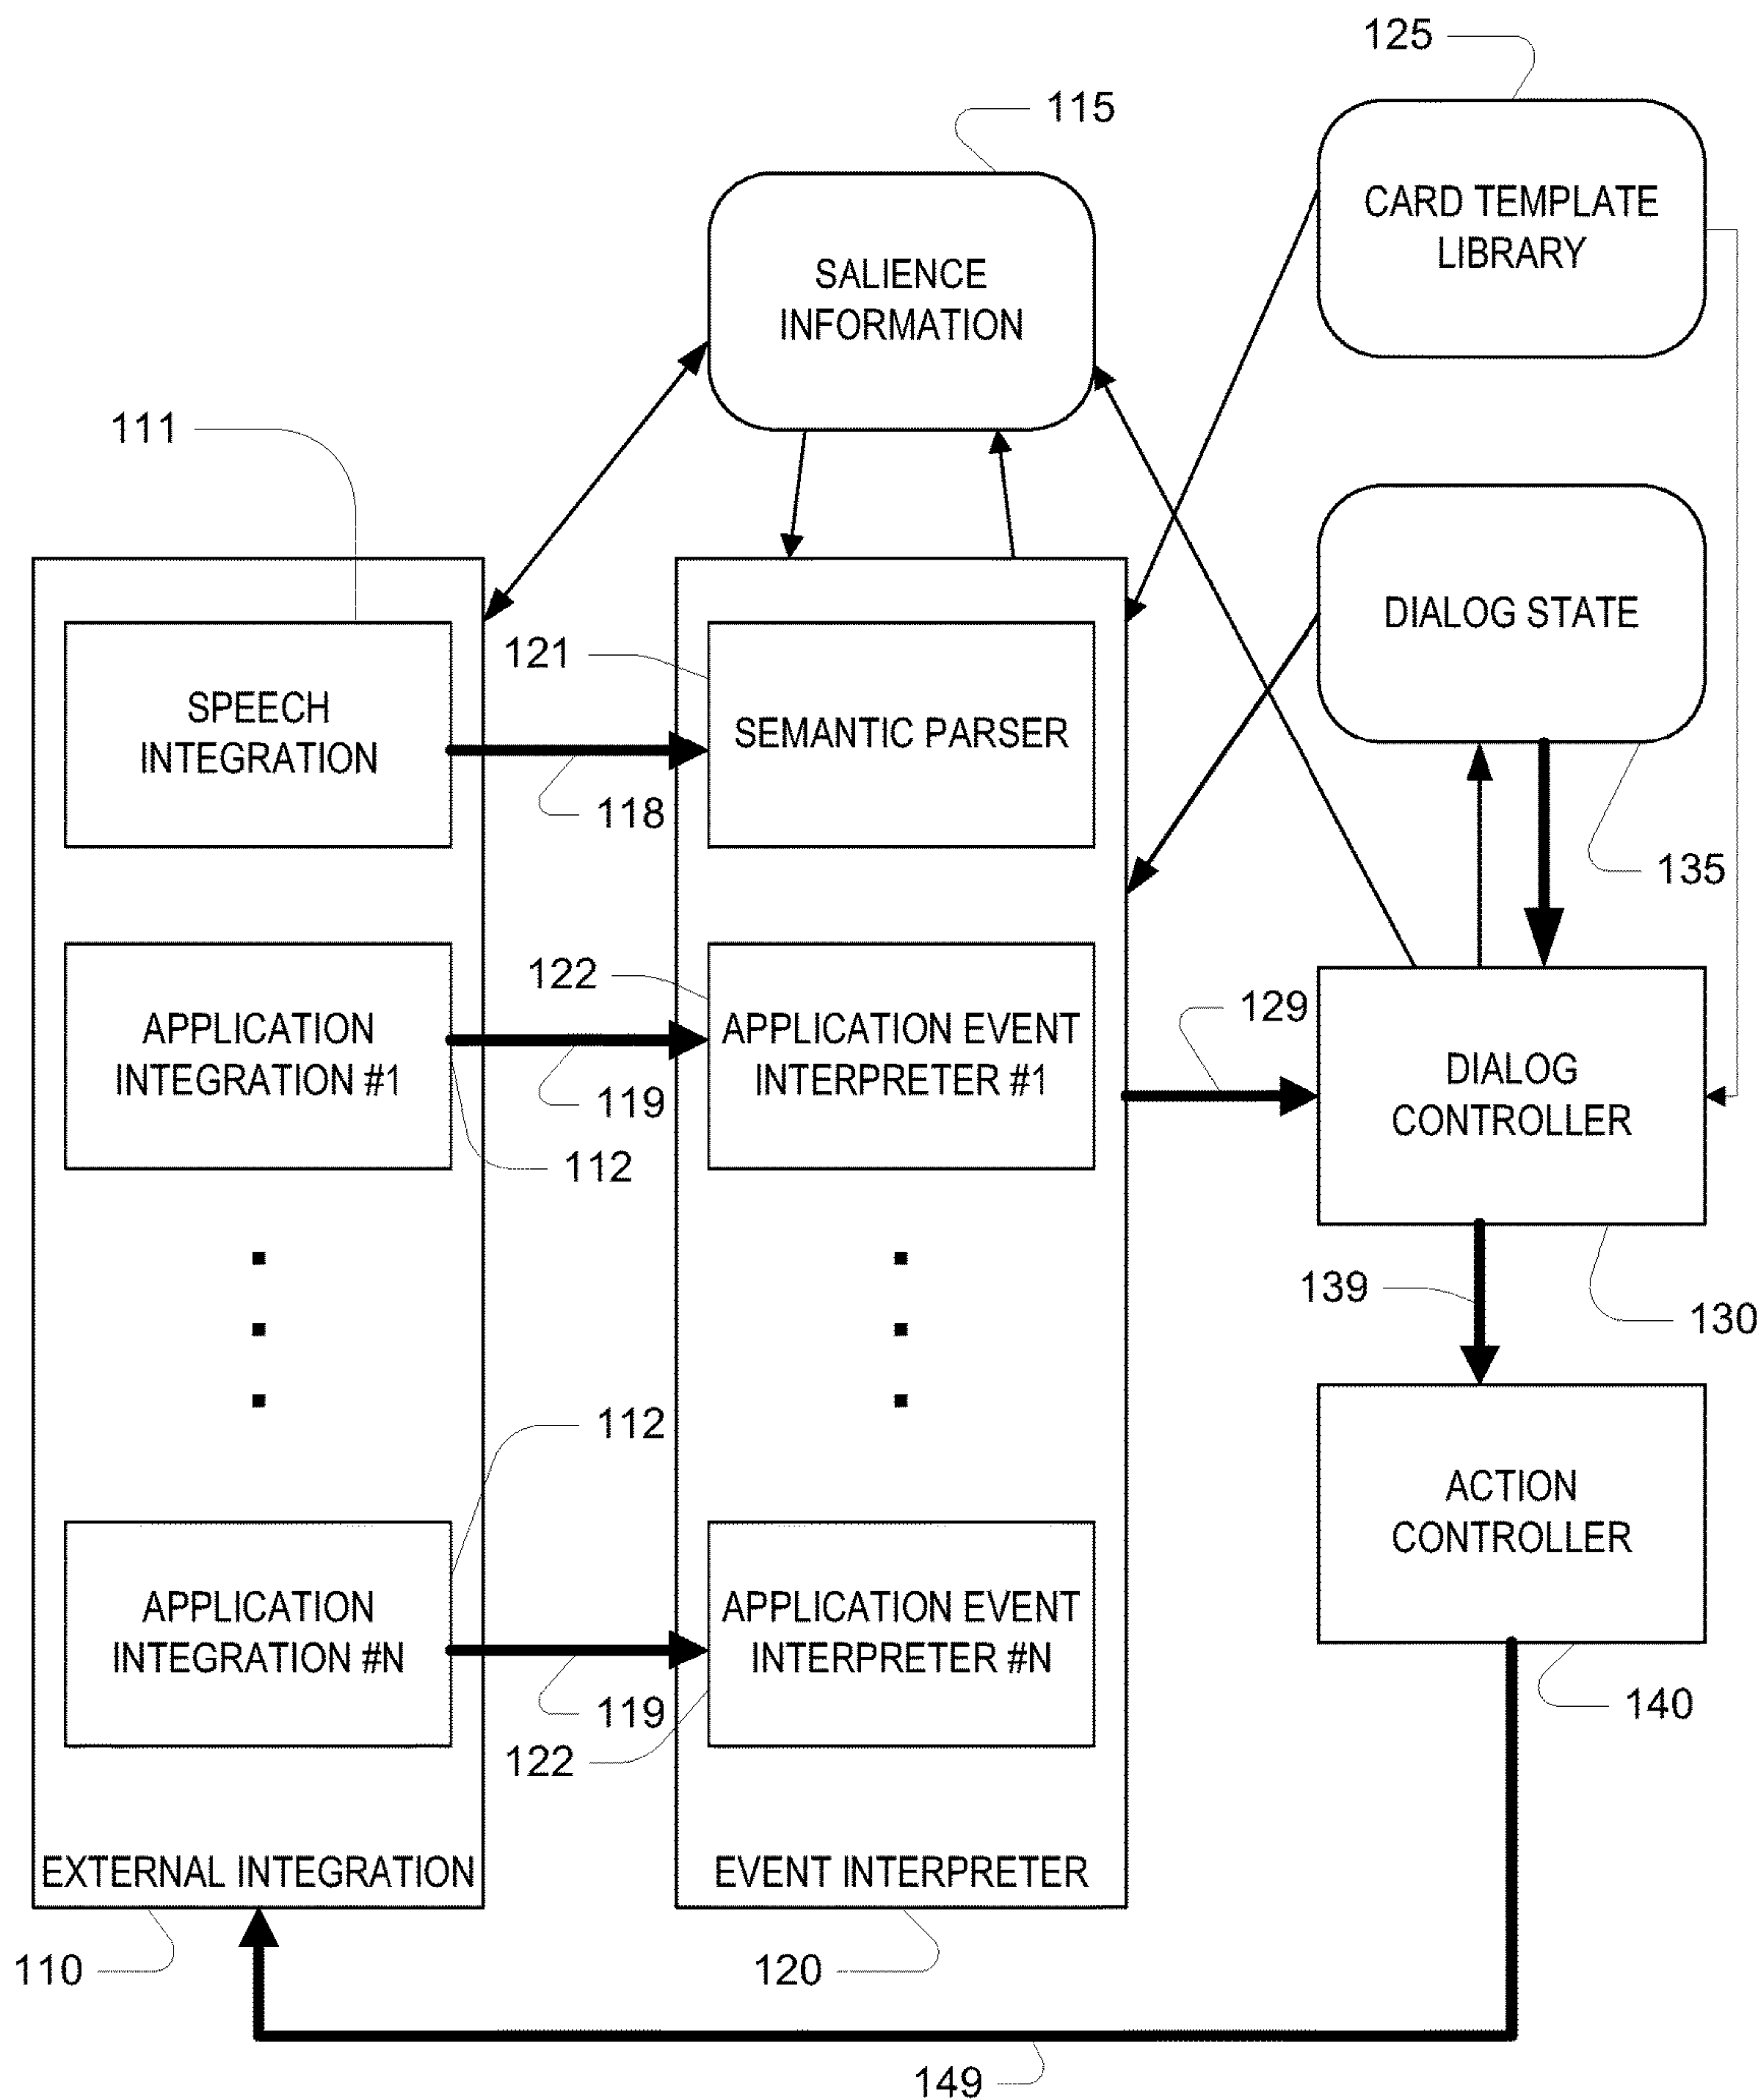 125
115
CARD TEMPLATE
LIBRARY
SALIENCE
INFORMATION
111
DIALOG STATE
121
SPEECH
INTEGRATION
SEMANTIC PARSER
118
135
122
APPLICATION
INTEGRATION #1
APPLICATION EVENT
INTERPRETER #1
129
119
112
DIALOG
CONTROLLER
139
130
112
ACTION
CONTROLLER
APPLICATION
INTEGRATION #N
APPLICATION EVENT
INTERPRETER #N
119
122
140
EXTERNAL INTEGRATION
EVENT INTERPRETER
110
120
149